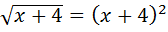 √(x + 4) = (x + 4)²